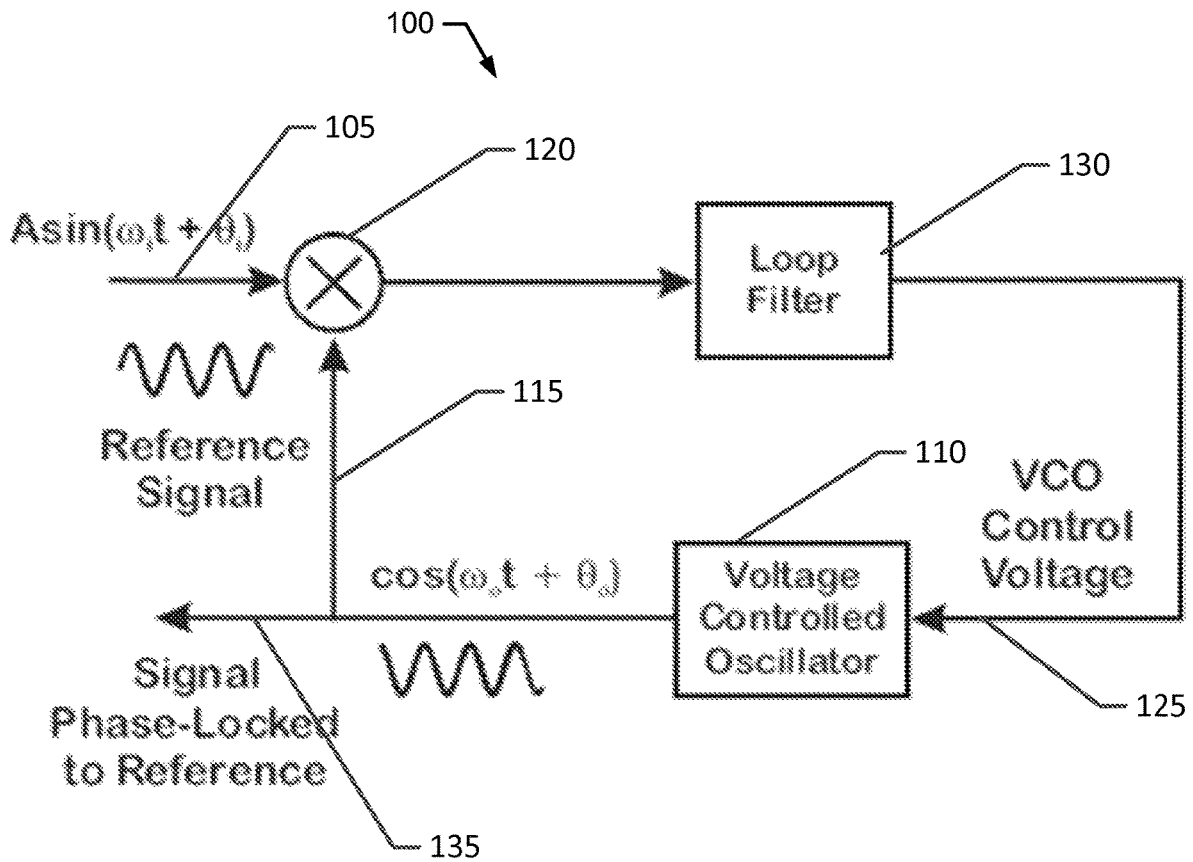 100
105
120
130
Asin(ωᵢt + θᵢ)
Loop
Filter
Reference
Signal
115
110
VCO
Control
Voltage
cos(ωₒt + θₒ)
Voltage
Controlled
Oscillator
Signal
Phase-Locked
to Reference
125
135